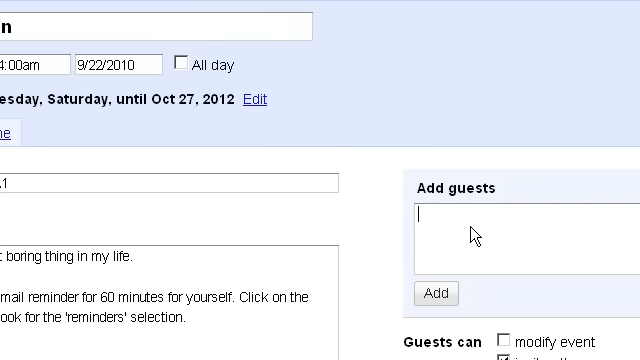 n
4:00am 9/22/2010 All day
esday, Saturday, until Oct 27, 2012 Edit
ne
.1
Add guests
t boring thing in my life.
mail reminder for 60 minutes for yourself. Click on the
ook for the 'reminders' selection.
Add
Guests can modify event